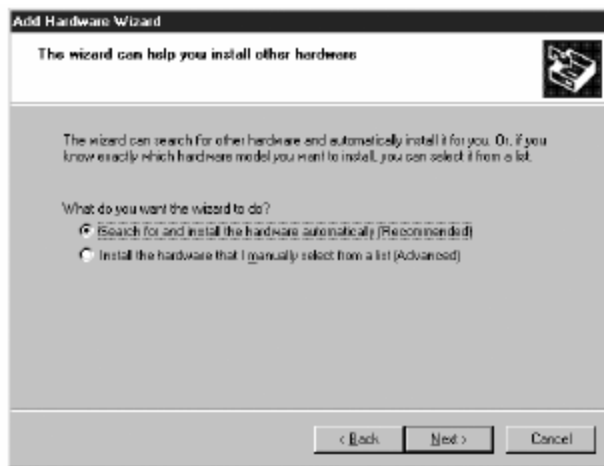 Add Hardware Wizard
The wizard can help you install other hardware
The wizard can search for other hardware and automatically install it for you. Or, if you
know exactly which hardware model you want to install, you can select it from a list.
What do you want the wizard to do?
Search for and install the hardware automatically (Recommended)
Install the hardware that I manually select from a list (Advanced)
< Back Next > Cancel